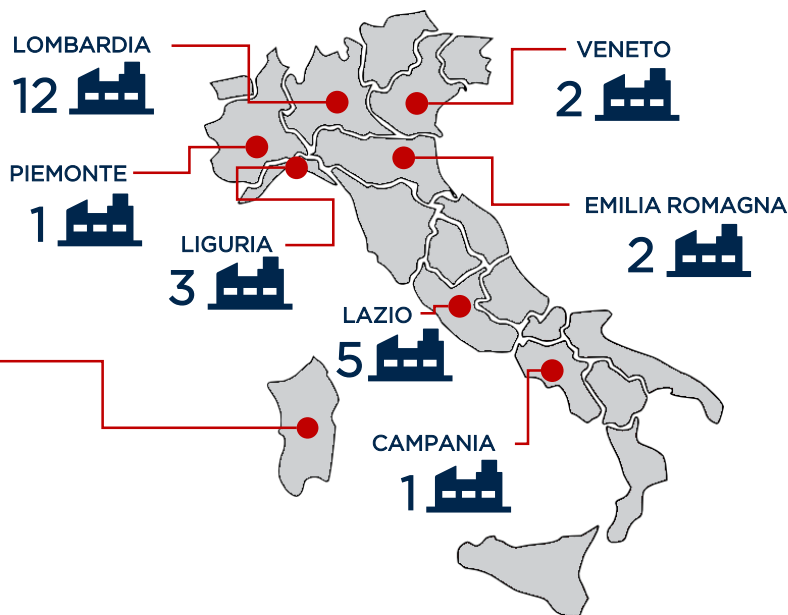 LOMBARDIA
12
VENETO
2
PIEMONTE
1
EMILIA ROMAGNA
2
LIGURIA
3
LAZIO
5
CAMPANIA
1